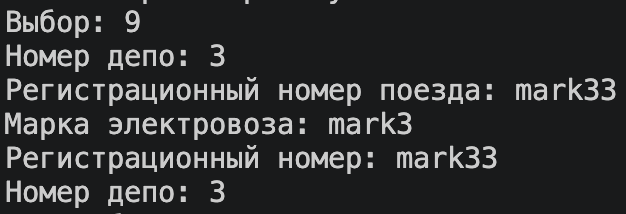 Выбор: 9
Номер депо: 3
Регистрационный номер поезда: mark33
Марка электровоза: mark3
Регистрационный номер: mark33
Номер депо: 3